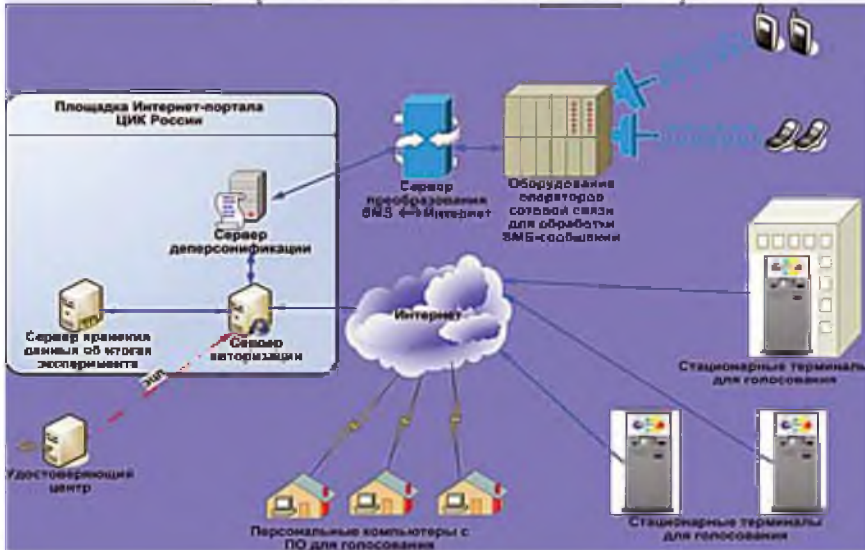 Площадка Интернет-портала
ЦИК России
Сервер
преобразования
SMS <=> Интернет
Оборудование
операторов
сотовой связи
для обработки
SMS-сообщений
Сервер
деперсонификации
Интернет
Сервер хранения
данных об итогах
эксперимента
Сервер
авторизации
ЭЦП
Стационарные терминалы
для голосования
Удостоверяющий
центр
Персональные компьютеры с
ПО для голосования
Стационарные терминалы
для голосования